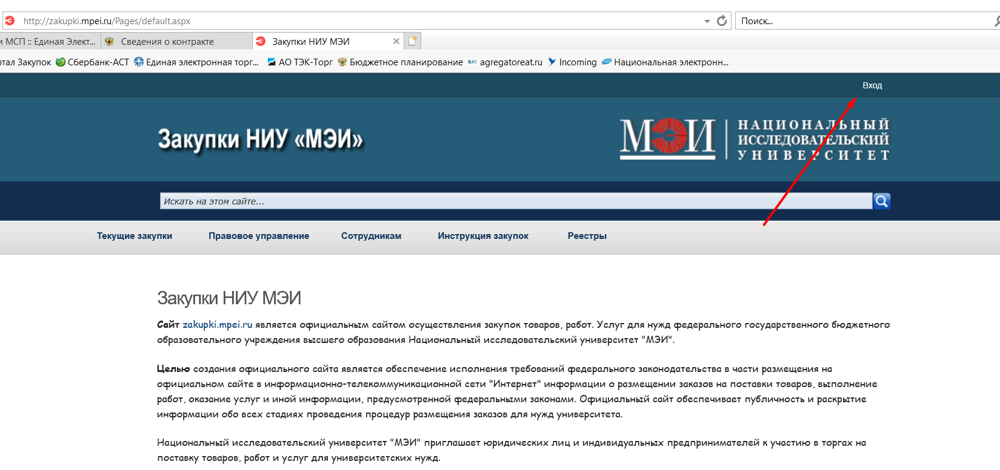 http://zakupki.mpei.ru/Pages/default.aspx
Поиск...
и МСП :: Единая Элект...
Сведения о контракте
Закупки НИУ МЭИ
тал Закупок Сбербанк-АСТ Единая электронная торг... АО ТЭК-Торг Бюджетное планирование EAT agregatoreat.ru Incoming Национальная электронн...
Вход
Закупки НИУ «МЭИ»
МЭИ
НАЦИОНАЛЬНЫЙ
ИССЛЕДОВАТЕЛЬСКИЙ
УНИВЕРСИТЕТ
Искать на этом сайте...
Текущие закупки Правовое управление Сотрудникам Инструкция закупок Реестры
Закупки НИУ МЭИ
Сайт zakupki.mpei.ru является официальным сайтом осуществления закупок товаров, работ. Услуг для нужд федерального государственного бюджетного
образовательного учреждения высшего образования Национальный исследовательский университет "МЭИ".
Целью создания официального сайта является обеспечение исполнения требований федерального законодательства в части размещения на
официальном сайте в информационно-телекоммуникационной сети "Интернет" информации о размещении заказов на поставки товаров, выполнение
работ, оказание услуг и иной информации, предусмотренной федеральными законами. Официальный сайт обеспечивает публичность и раскрытие
информации обо всех стадиях проведения процедур размещения заказов для нужд университета.
Национальный исследовательский университет "МЭИ" приглашает юридических лиц и индивидуальных предпринимателей к участию в торгах на
поставку товаров, работ и услуг для университетских нужд.